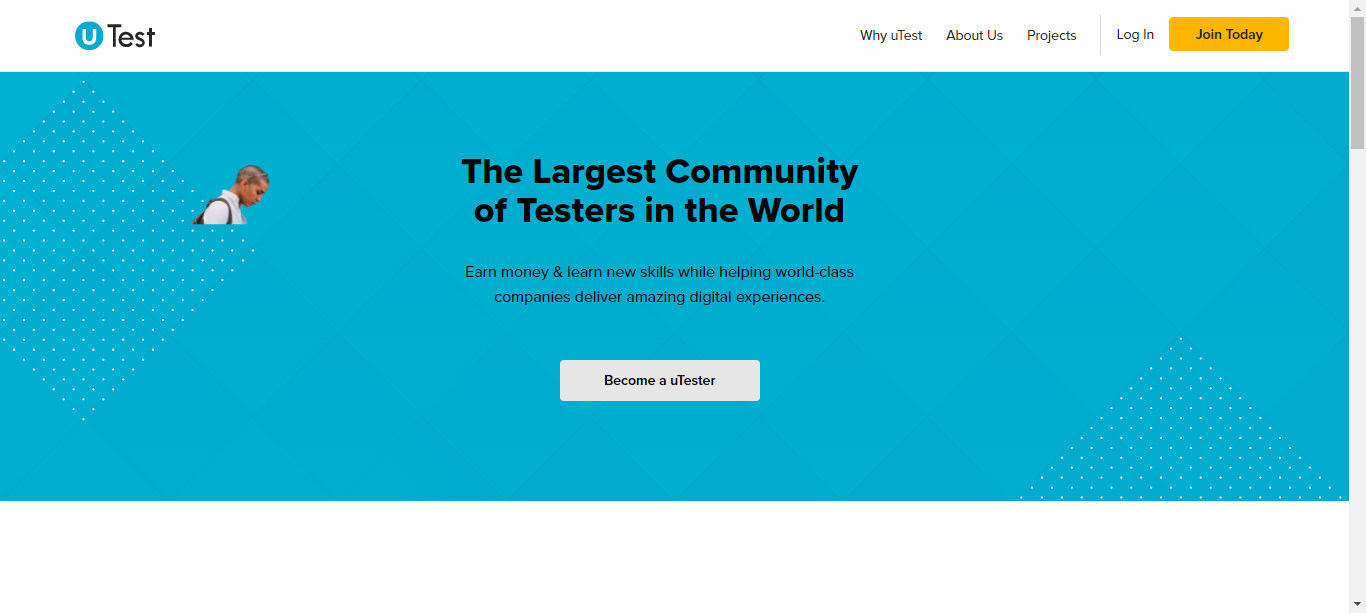 uTest
Why uTest
About Us
Projects
Log In
Join Today
The Largest Community
of Testers in the World
Earn money & learn new skills while helping world-class
companies deliver amazing digital experiences.
Become a uTester